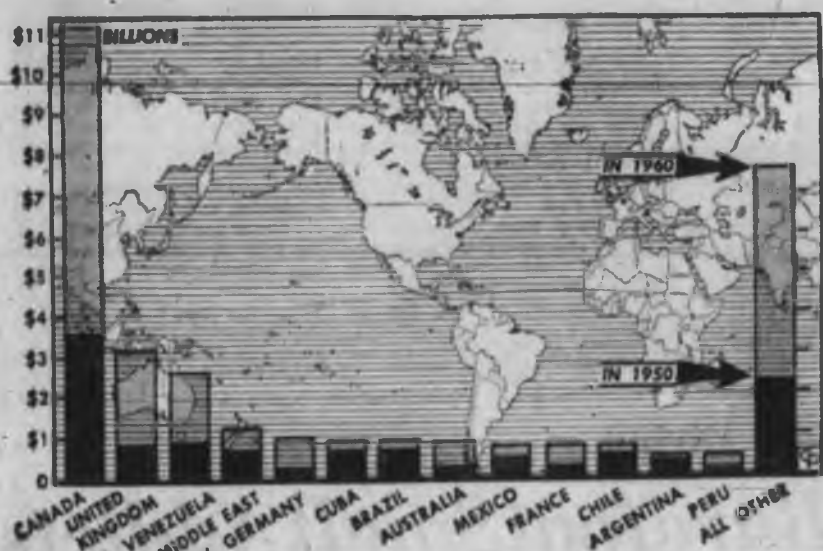 $11
BILLIONS
$10
$9
$8
$7
$6
$5
$4
$3
$2
$1
0
IN 1960
IN 1950
CANADA
UNITED
KINGDOM
VENEZUELA
MIDDLE EAST
GERMANY
CUBA
BRAZIL
AUSTRALIA
MEXICO
FRANCE
CHILE
ARGENTINA
PERU
ALL OTHER